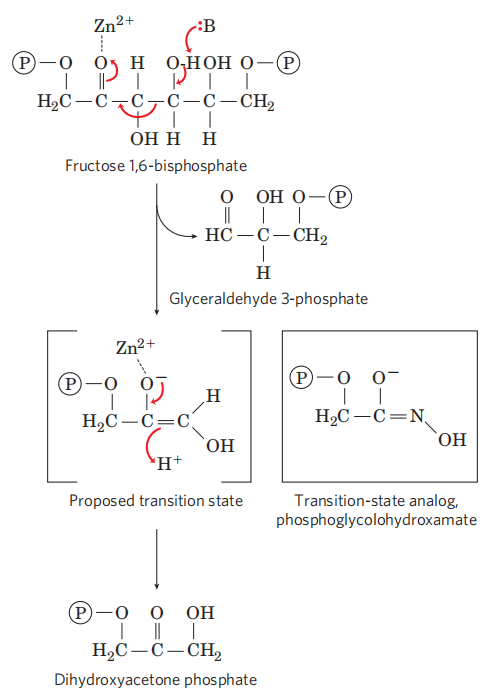 Zn2+ :B
P—O O H O-H OH O—P
H2C—C—C—C—C—CH2
OH H H
Fructose 1,6-bisphosphate
O OH O—P
HC—C—CH2
H
Glyceraldehyde 3-phosphate
Zn2+
P—O O− H
H2C—C=C
OH
H+
Proposed transition state
P—O O−
H2C—C=N
OH
Transition-state analog,
phosphoglycolohydroxamate
P—O O OH
H2C—C—CH2
Dihydroxyacetone phosphate